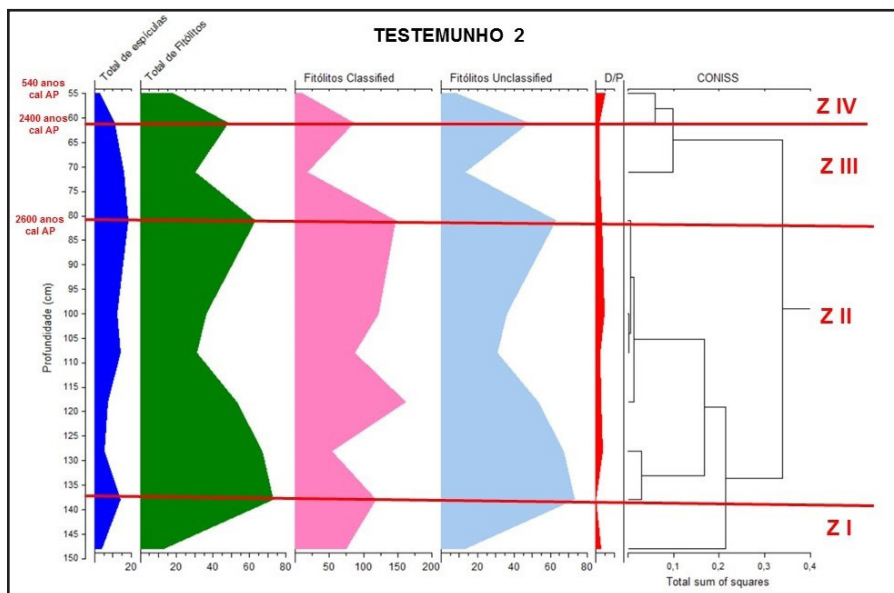 TESTEMUNHO 2
Total de espículas
Total de Fitólitos
Fitólitos Classified
Fitólitos Unclassified
D/P
CONISS
540 anos
cal AP
2400 anos
cal AP
2600 anos
cal AP
Profundidade (cm)
55
60
65
70
75
80
85
90
95
100
105
110
115
120
125
130
135
140
145
150
Z IV
Z III
Z II
Z I
20
20 40 60 80
0 50 100 150 200
20 40 60 80
0,1 0,2 0,3 0,4
Total sum of squares